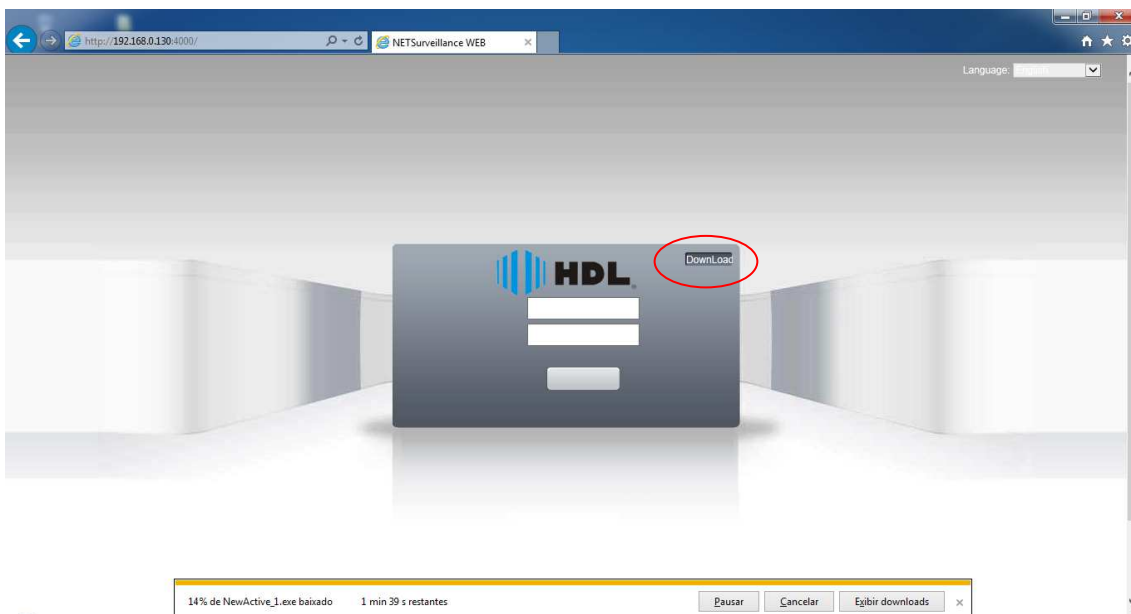 http://192.168.0.130:4000/
NETSurveillance WEB
Language: English
DownLoad
HDL
14% de NewActive_1.exe baixado 1 min 39 s restantes Pausar Cancelar Exibir downloads